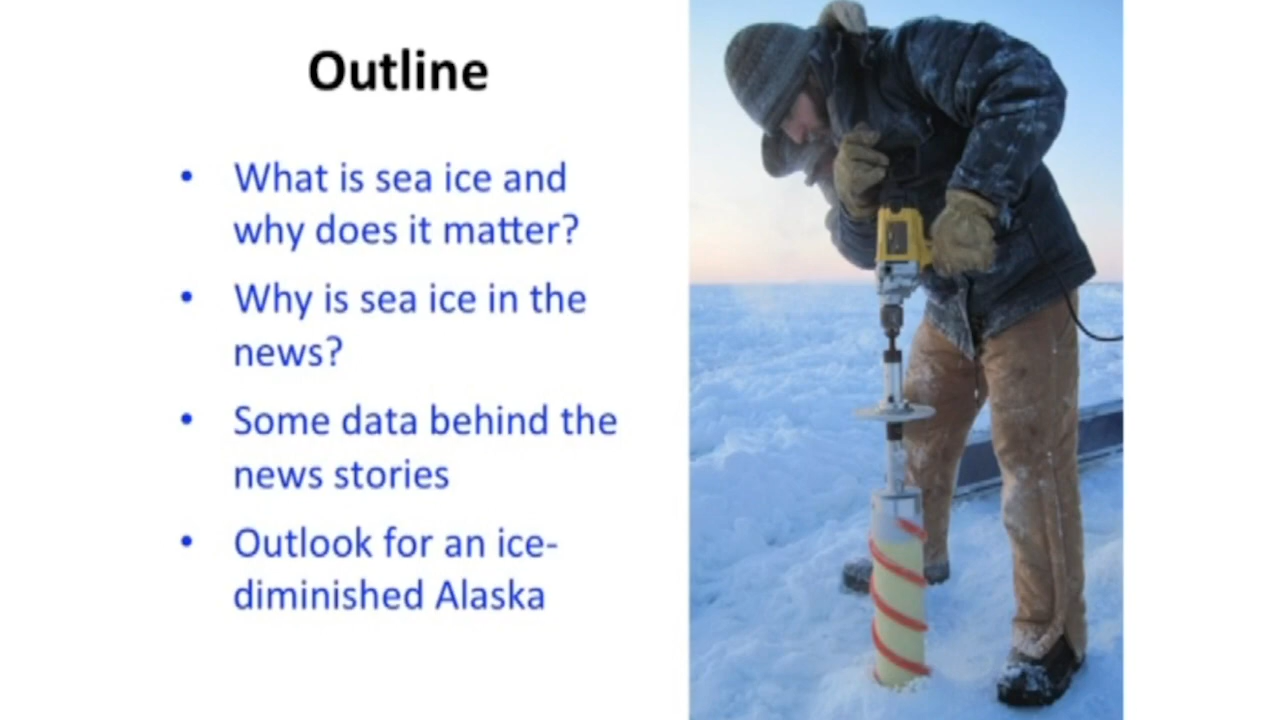 Outline
• What is sea ice and
why does it matter?
• Why is sea ice in the
news?
• Some data behind the
news stories
• Outlook for an ice-
diminished Alaska